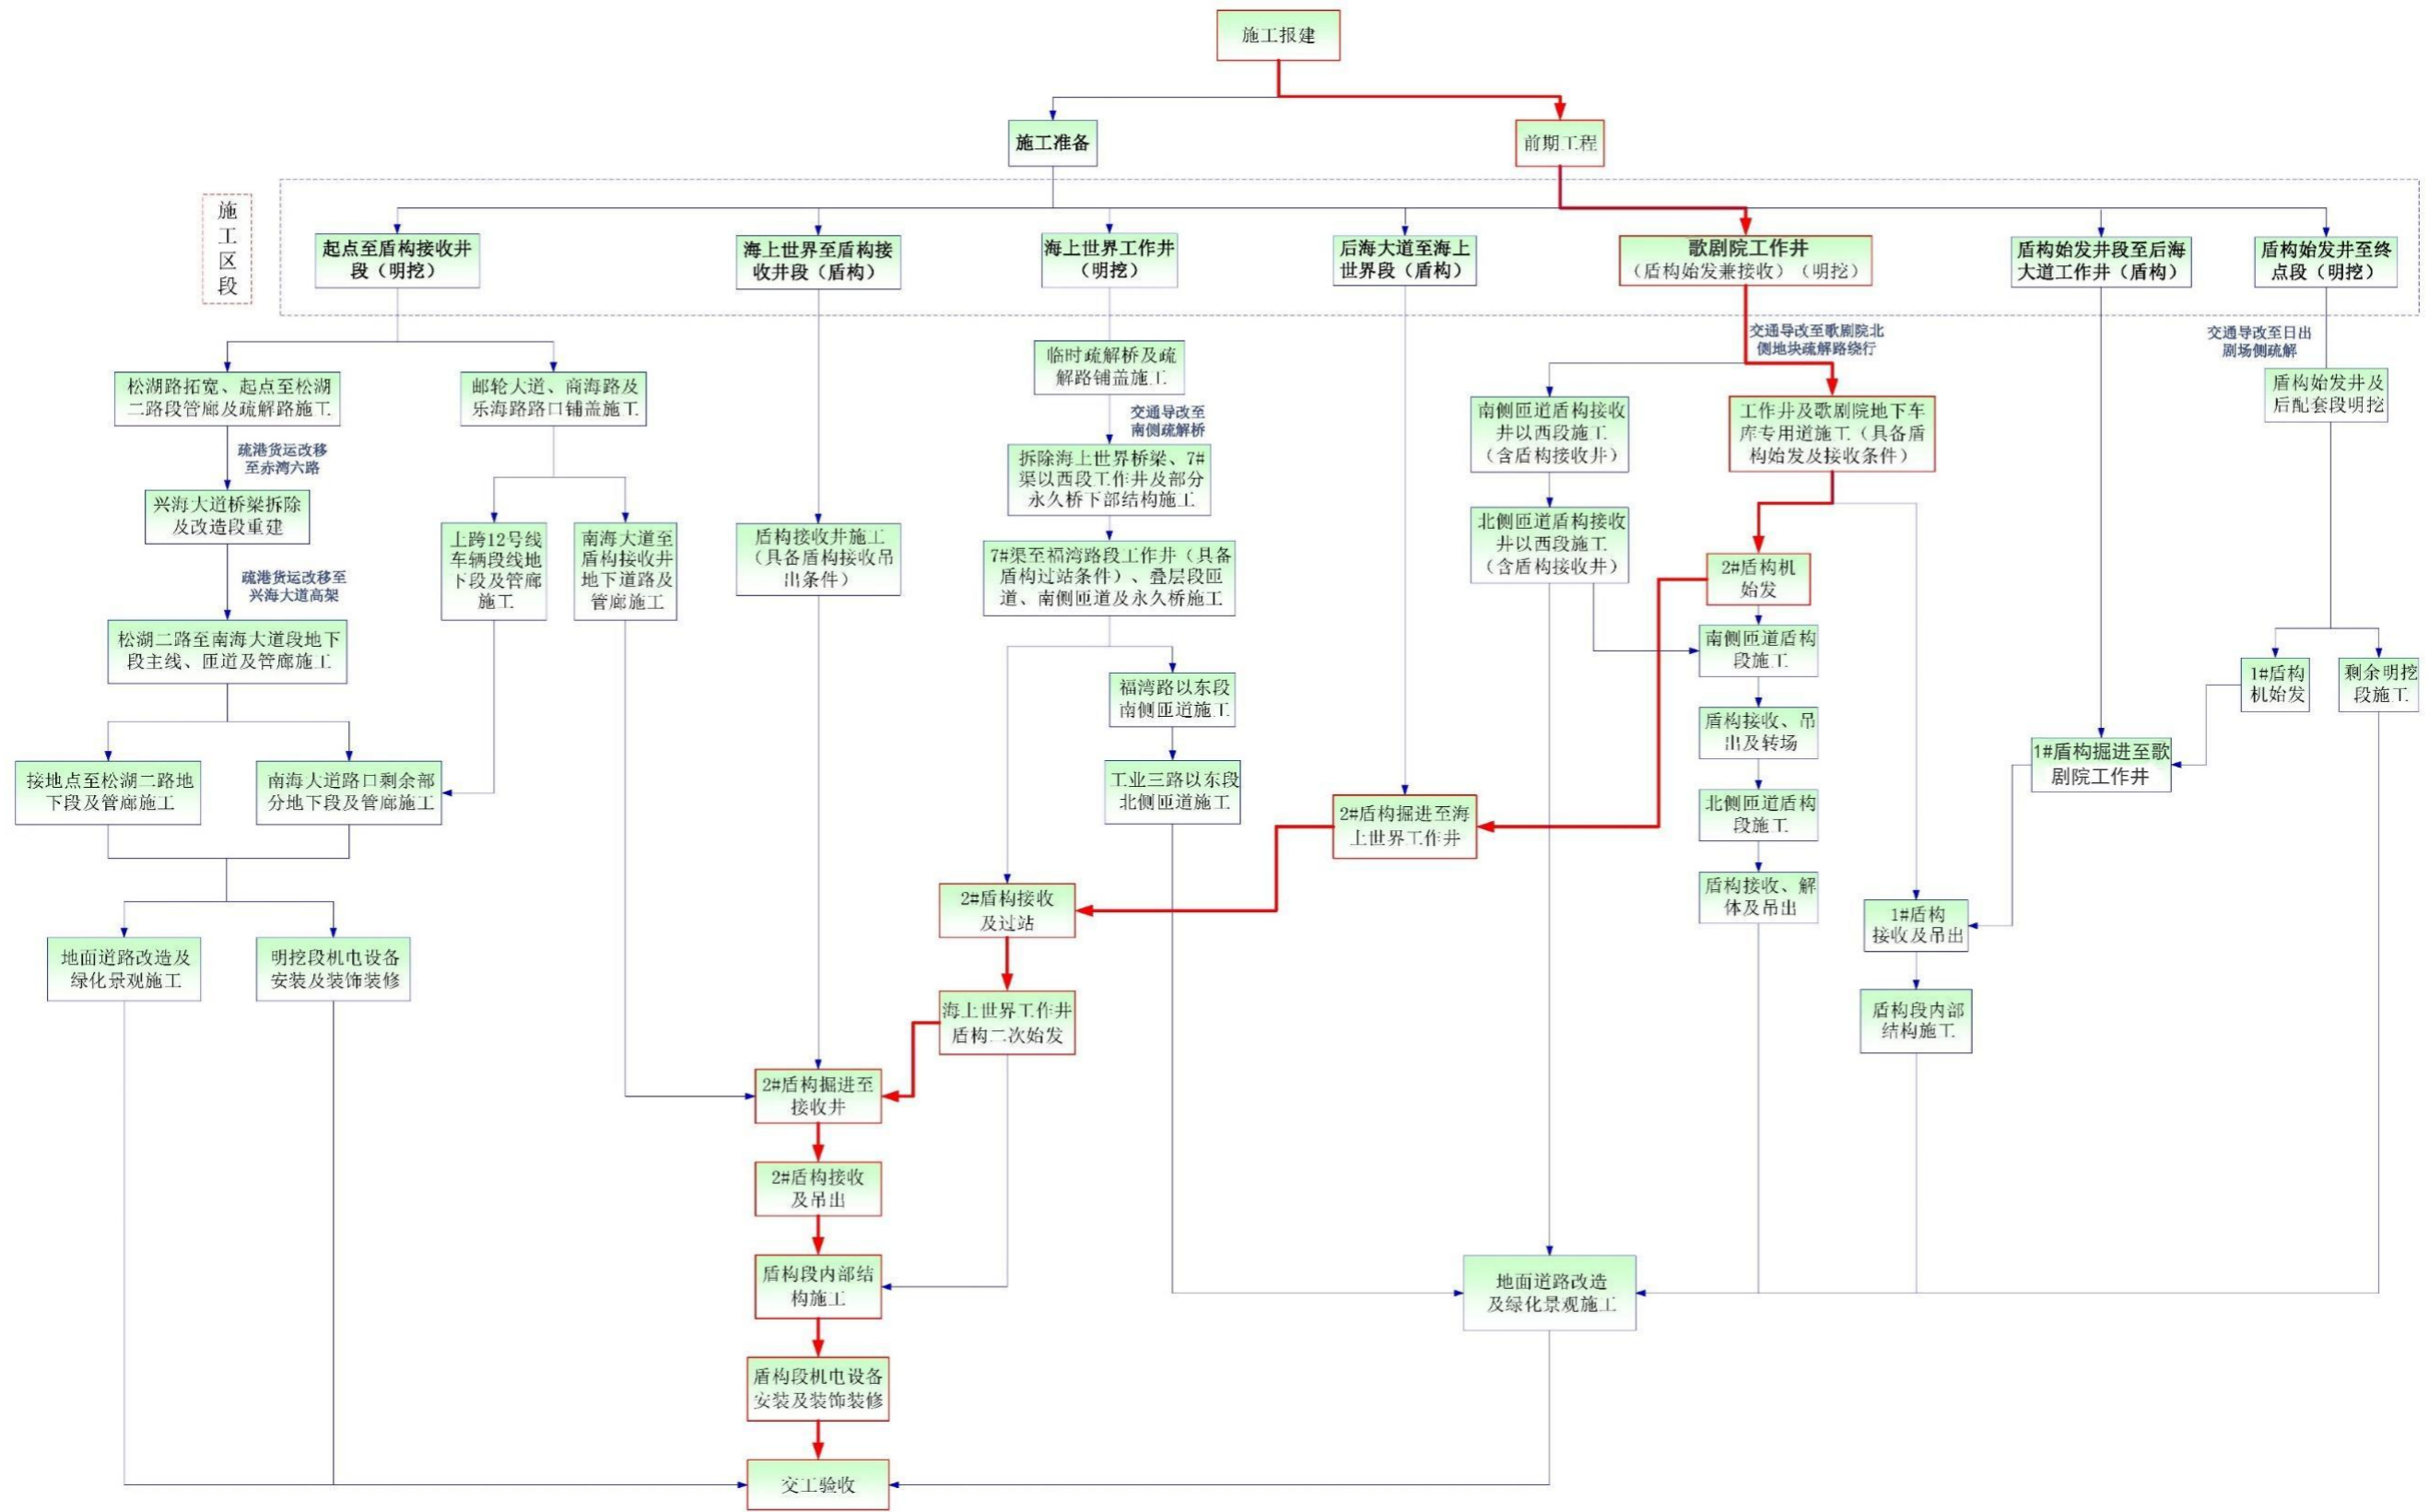 施工报建
施工准备
前期工程
施
工
区
段
起点至盾构接收井
段（明挖）
海上世界至盾构接
收井段（盾构）
海上世界工作井
（明挖）
后海大道至海上
世界段（盾构）
歌剧院工作井
（盾构始发兼接收）（明挖）
盾构始发井段至后海
大道工作井（盾构）
盾构始发井至终
点段（明挖）
交通导改至歌剧院北
侧地块疏解路绕行
交通导改至日出
剧场侧疏解
松湖路拓宽、起点至松湖
二路段管廊及疏解路施工
邮轮大道、商海路及
乐海路路口铺盖施工
临时疏解桥及疏
解路铺盖施工
南侧匝道盾构接收
井以西段施工
（含盾构接收井）
工作井及歌剧院地下车
库专用道施工（具备盾
构始发及接收条件）
盾构始发井及
后配套段明挖
疏港货运改移
至赤湾六路
交通导改至
南侧疏解桥
兴海大道桥梁拆除
及改造段重建
拆除海上世界桥梁、7#
渠以西段工作井及部分
永久桥下部结构施工
上跨12号线
车辆段线地
下段及管廊
施工
南海大道至
盾构接收井
地下道路及
管廊施工
盾构接收井施工
（具备盾构接收吊
出条件）
7#渠至福湾路段工作井（具备
盾构过站条件）、叠层段匝
道、南侧匝道及永久桥施工
北侧匝道盾构接收
井以西段施工
（含盾构接收井）
2#盾构机
始发
疏港货运改移至
兴海大道高架
松湖二路至南海大道段地下
段主线、匝道及管廊施工
南侧匝道盾构
段施工
福湾路以东段
南侧匝道施工
1#盾构
机始发
剩余明挖
段施工
盾构接收、吊
出及转场
1#盾构掘进至歌
剧院工作井
接地点至松湖二路地
下段及管廊施工
南海大道路口剩余部
分地下段及管廊施工
工业三路以东段
北侧匝道施工
2#盾构掘进至海
上世界工作井
北侧匝道盾构
段施工
2#盾构接收
及过站
盾构接收、解
体及吊出
1#盾构
接收及吊出
地面道路改造及
绿化景观施工
明挖段机电设备
安装及装饰装修
海上世界工作井
盾构二次始发
盾构段内部
结构施工
2#盾构掘进至
接收井
2#盾构接收
及吊出
盾构段内部结
构施工
地面道路改造
及绿化景观施工
盾构段机电设备
安装及装饰装修
交工验收